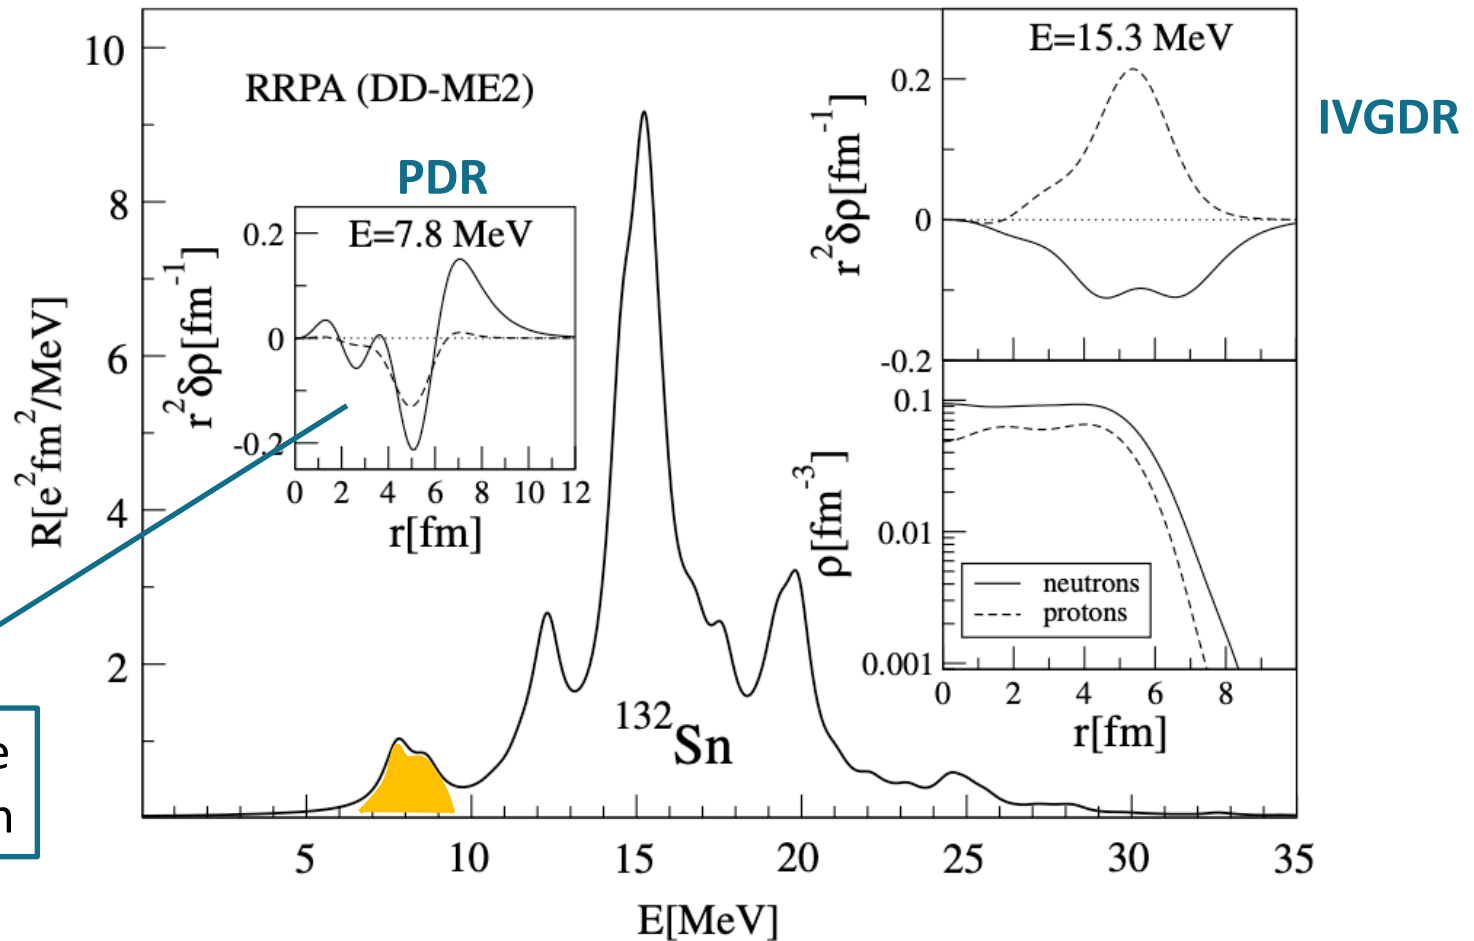 RRPA (DD-ME2)
PDR
E=7.8 MeV
r²δρ[fm⁻¹]
0.2
0
-0.2
0 2 4 6 8 10 12
r[fm]
E=15.3 MeV
IVGDR
r²δρ[fm⁻¹]
0.2
0
-0.2
ρ[fm⁻³]
0.1
0.01
0.001
neutrons
protons
0 2 4 6 8
r[fm]
¹³²Sn
R[e²fm²/MeV]
10
8
6
4
2
5 10 15 20 25 30 35
E[MeV]